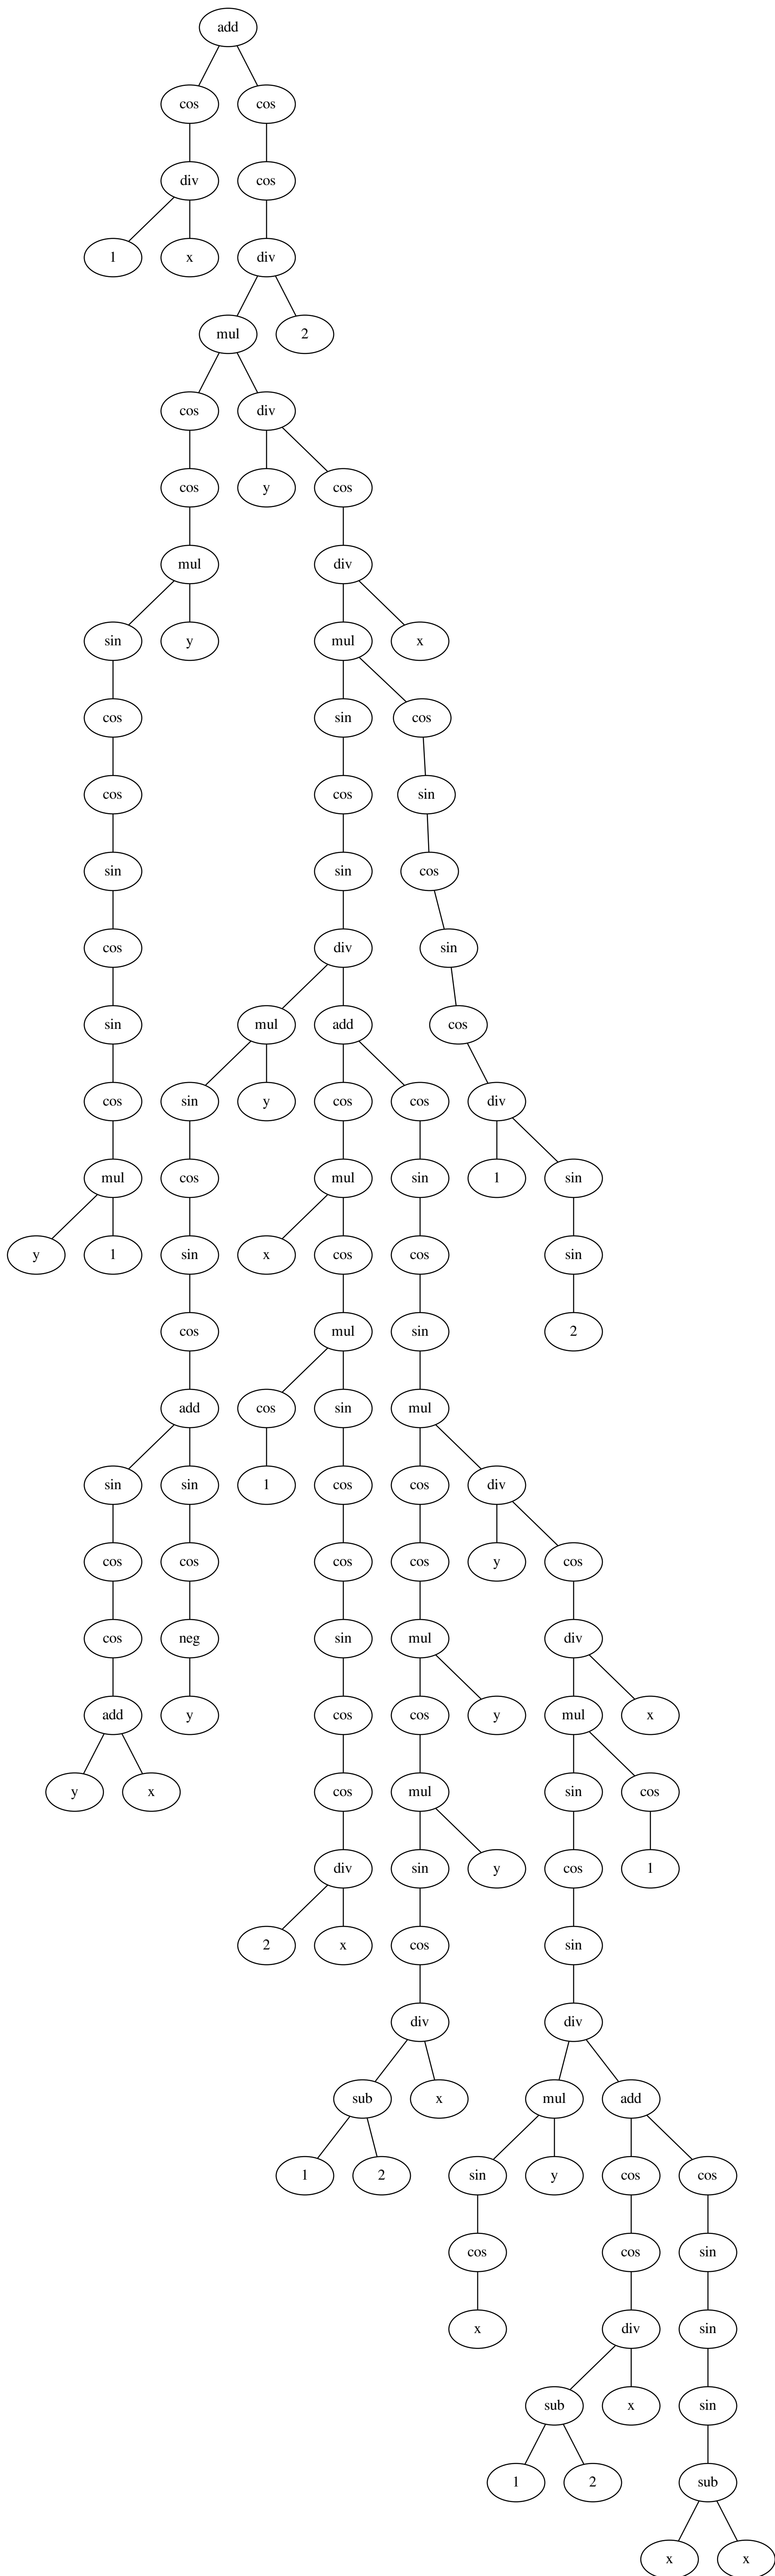 add
cos cos
div cos
1 x div
mul 2
cos div
cos y cos
mul div
sin y mul x
cos sin cos
cos cos sin
sin sin cos
cos div sin
sin mul add cos
cos sin y cos cos div
mul cos mul sin 1 sin
y 1 sin x cos cos sin
cos mul sin 2
add cos sin mul
sin sin 1 cos cos div
cos cos cos cos y cos
cos neg sin mul div
add y cos cos y mul x
y x cos mul sin cos
div sin y cos 1
2 x cos sin
div div
sub x mul add
1 2 sin y cos cos
cos cos sin
x div sin
sub x sin
1 2 sub
x x